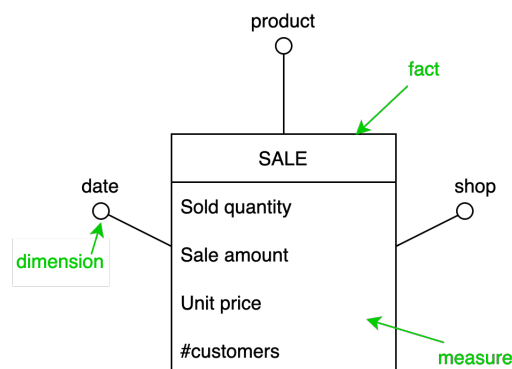 product
fact
SALE
date
shop
Sold quantity
dimension
Sale amount
Unit price
#customers
measure